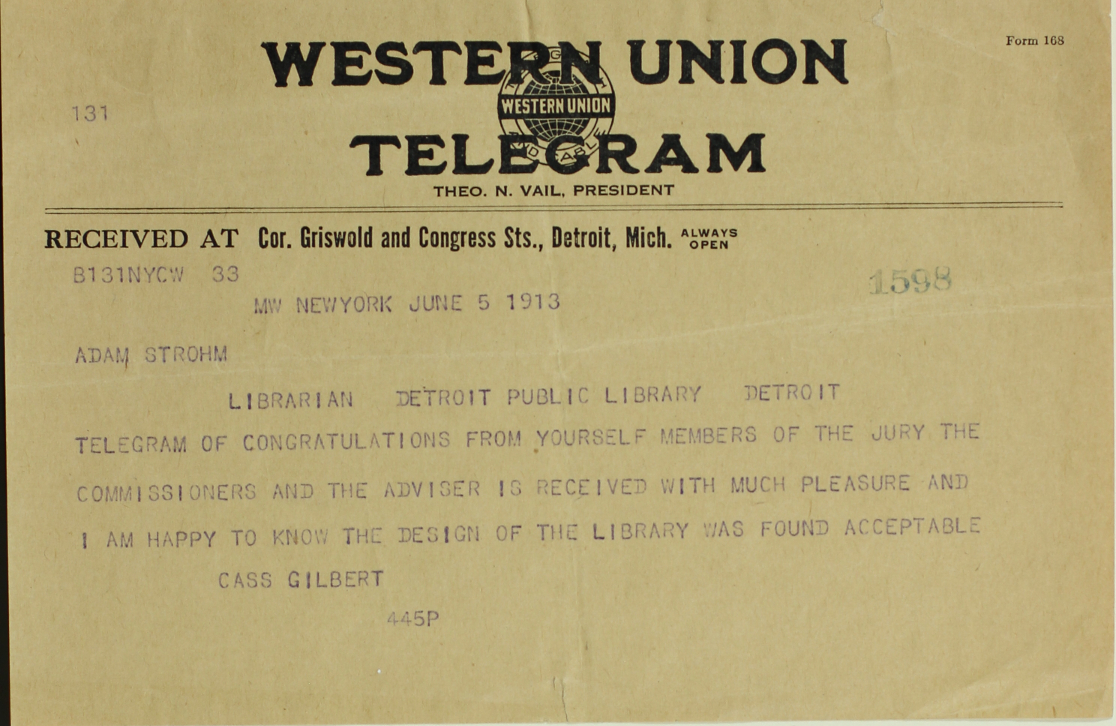 Form 168
WESTERN UNION
WESTERN UNION
131
TELEGRAM
THEO. N. VAIL, PRESIDENT
RECEIVED AT Cor. Griswold and Congress Sts., Detroit, Mich. ALWAYS OPEN
B131NYCW 33
1598
MW NEWYORK JUNE 5 1913
ADAM STROHM
LIBRARIAN DETROIT PUBLIC LIBRARY DETROIT
TELEGRAM OF CONGRATULATIONS FROM YOURSELF MEMBERS OF THE JURY THE
COMMISSIONERS AND THE ADVISER IS RECEIVED WITH MUCH PLEASURE AND
I AM HAPPY TO KNOW THE DESIGN OF THE LIBRARY WAS FOUND ACCEPTABLE
CASS GILBERT
445P